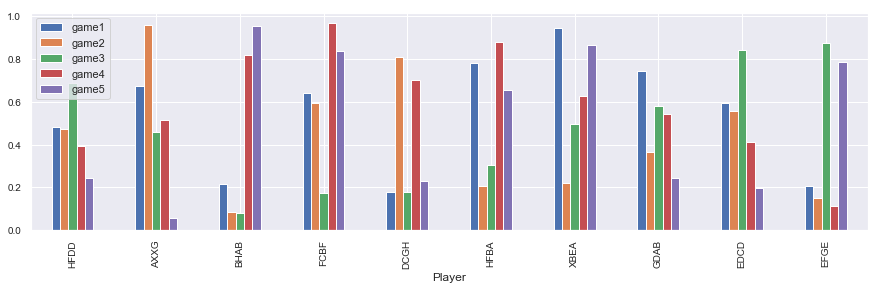 1.0
0.8
0.6
0.4
0.2
0.0
game1
game2
game3
game4
game5
HFDD
AXXG
BHAB
FCBF
DCGH
HFBA
XBEA
GDAB
EDCD
EFGE
Player